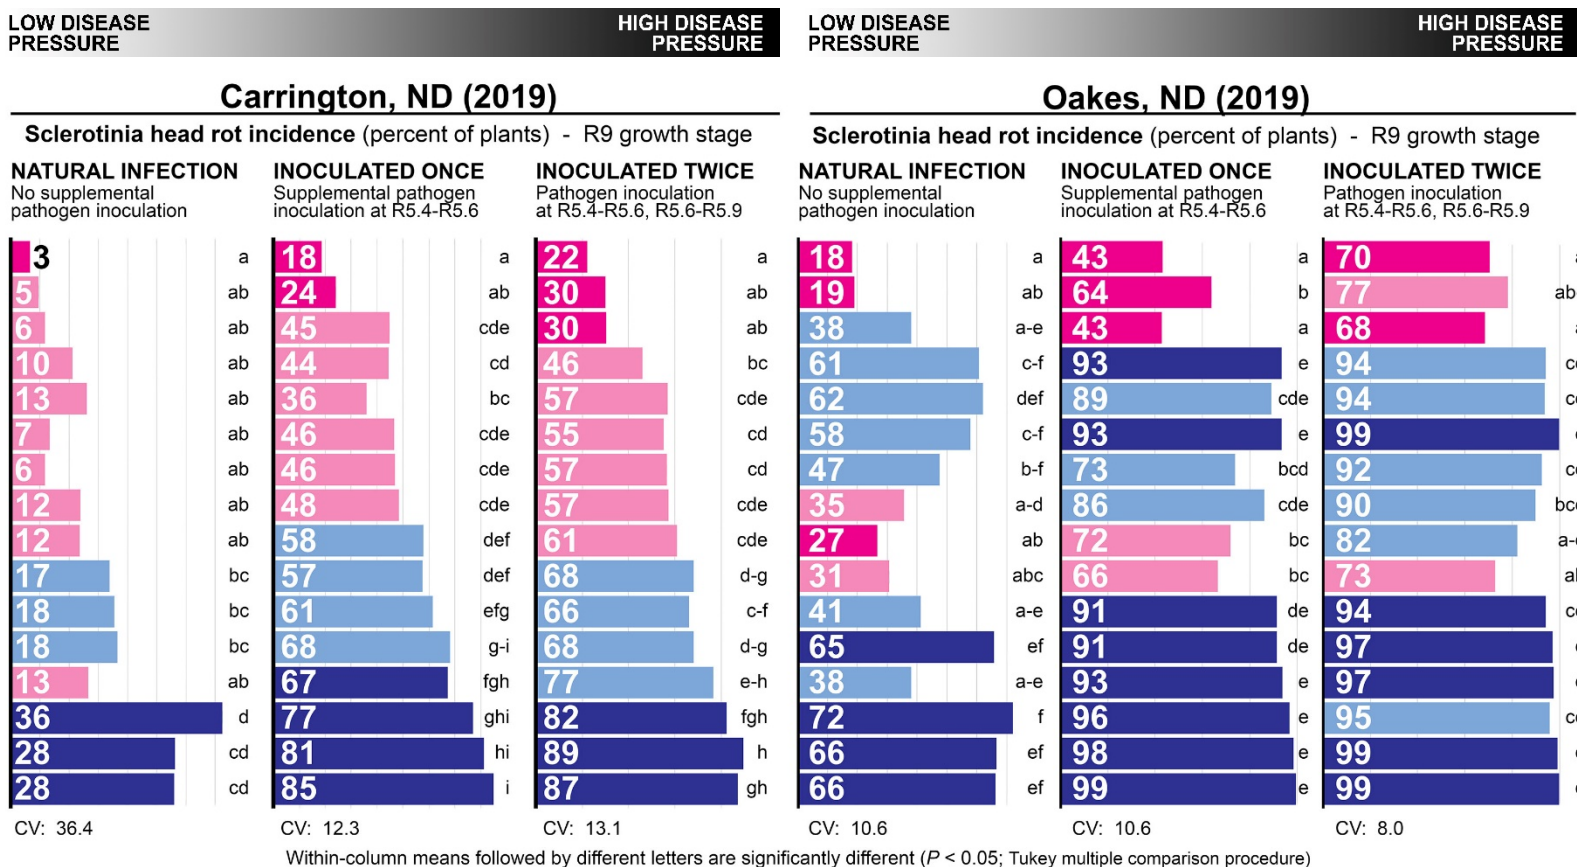 LOW DISEASE PRESSURE HIGH DISEASE PRESSURE LOW DISEASE PRESSURE HIGH DISEASE PRESSURE
Carrington, ND (2019) Oakes, ND (2019)
Sclerotinia head rot incidence (percent of plants) - R9 growth stage Sclerotinia head rot incidence (percent of plants) - R9 growth stage
NATURAL INFECTION INOCULATED ONCE INOCULATED TWICE NATURAL INFECTION INOCULATED ONCE INOCULATED TWICE
No supplemental Supplemental pathogen Pathogen inoculation No supplemental Supplemental pathogen Pathogen inoculation
pathogen inoculation inoculation at R5.4-R5.6 at R5.4-R5.6, R5.6-R5.9 pathogen inoculation inoculation at R5.4-R5.6 at R5.4-R5.6, R5.6-R5.9
3 a 18 a 22 a 18 a 43 a 70
5 ab 24 ab 30 ab 19 ab 64 b 77 ab
6 ab 45 cde 30 ab 38 a-e 43 a 68
10 ab 44 cd 46 bc 61 c-f 93 e 94
13 ab 36 bc 57 cde 62 def 89 cde 94
7 ab 46 cde 55 cd 58 c-f 93 e 99
6 ab 46 cde 57 cd 47 b-f 73 bcd 92
12 ab 48 cde 57 cde 35 a-d 86 cde 90 bc
12 ab 58 def 61 cde 27 ab 72 bc 82 a-
17 bc 57 def 68 d-g 31 abc 66 bc 73 a
18 bc 61 efg 66 c-f 41 a-e 91 de 94
18 bc 68 g-i 68 d-g 65 ef 91 de 97
13 ab 67 fgh 77 e-h 38 a-e 93 e 97
36 d 77 ghi 82 fgh 72 f 96 e 95
28 cd 81 hi 89 h 66 ef 98 e 99
28 cd 85 i 87 gh 66 ef 99 e 99
CV: 36.4 CV: 12.3 CV: 13.1 CV: 10.6 CV: 10.6 CV: 8.0
Within-column means followed by different letters are significantly different (P < 0.05; Tukey multiple comparison procedure)